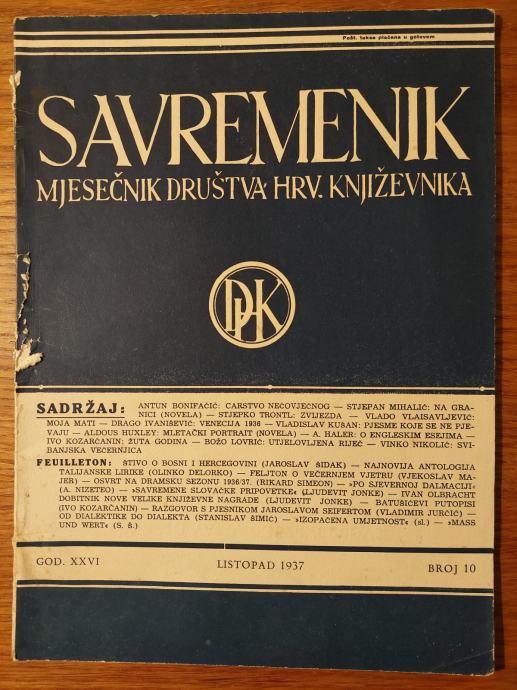 Pošt. taksa plaćena u gotovom
SAVREMENIK
MJESEČNIK DRUŠTVA HRV. KNJIŽEVNIKA
DHK
SADRŽAJ: ANTUN BONIFAČIĆ: CARSTVO NEČOVJEČNOG — STJEPAN MIHALIĆ: NA GRA-
NICI (NOVELA) — STJEPKO TRONTL: ZVIJEZDA — VLADO VLAISAVLJEVIĆ:
MOJA MATI — DRAGO IVANIŠEVIĆ: VENECIJA 1936 — VLADISLAV KUŠAN: PJESME KOJE SE NE PJE-
VAJU — ALDOUS HUXLEY: MLETAČKI PORTRAIT (NOVELA) — A. HALER: O ENGLESKIM ESEJIMA —
IVO KOZARČANIN: ŽUTA GODINA — BOŽO LOVRIĆ: UTJELOVLJENA RIJEČ — VINKO NIKOLIĆ: SVI-
BANJSKA VEČERNJICA
FEUILLETON: ŠTIVO O BOSNI I HERCEGOVINI (JAROSLAV ŠIDAK) — NAJNOVIJA ANTOLOGIJA
TALIJANSKE LIRIKE (OLINKO DELORKO) — FELJTON O VEČERNJEM VJETRU (VJEKOSLAV MA-
JER) — OSVRT NA DRAMSKU SEZONU 1936/37. (RIKARD SIMEON) — »PO SJEVERNOJ DALMACIJI«
(A. NIZETEO) — »SAVREMENE SLOVAČKE PRIPOVETKE« (LJUDEVIT JONKE) — IVAN OLBRACHT
DOBITNIK NOVE VELIKE KNJIŽEVNE NAGRADE (LJUDEVIT JONKE) — BATUŠIĆEVI PUTOPISI
(IVO KOZARČANIN) — RAZGOVOR S PJESNIKOM JAROSLAVOM SEIFERTOM (VLADIMIR JURČIĆ) —
OD DIALEKTIKE DO DIALEKTA (STANISLAV ŠIMIĆ) — »IZOPAČENA UMJETNOST« (sl.) — »MASS
UND WERT« (S. Š.)
GOD. XXVI LISTOPAD 1937 BROJ 10